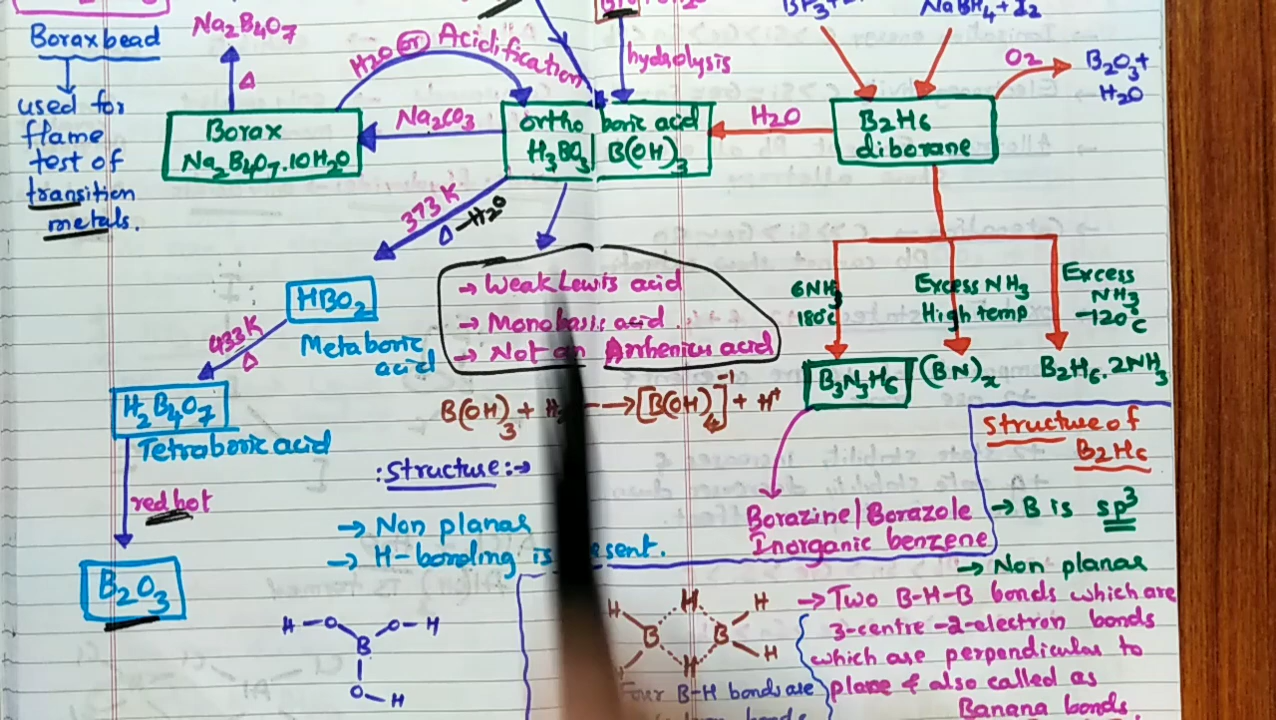 Borax bead
used for
flame
test of
transition
metals.
Na2B4O7
Δ
Borax
Na2B4O7.10H2O
H2O (or) Acidification
Na2CO3
hydrolysis
ortho boric acid
H3BO3 | B(OH)3
H2O
NaBH4+I2
O2
B2O3+
H2O
B2H6
diborane
373K
Δ -H2O
HBO2
Metaboric
acid
433K
Δ
H2B4O7
Tetraboric acid
red hot
B2O3
→ Weak Lewis acid
→ Monobasic acid.
→ Not an Arrhenius acid
B(OH)3 + H → [B(OH)4]-1 + H+
:Structure:→
→ Non planar
→ H-bonding is esent.
H O O H
B
O H
6NH3
180°C
Excess NH3
High temp
Excess
NH3
-120°C
B3N3H6
(BN)x
B2H6.2NH3
Borazine/Borazole
Inorganic benzene
Structure of
B2H6
→ B is sp3
→ Non planar
→ Two B-H-B bonds which are
3-centre-2-electron bonds
which are perpendicular to
plane & also called as
Banana bonds.
H H H
B B
H H
Four B-H bonds are